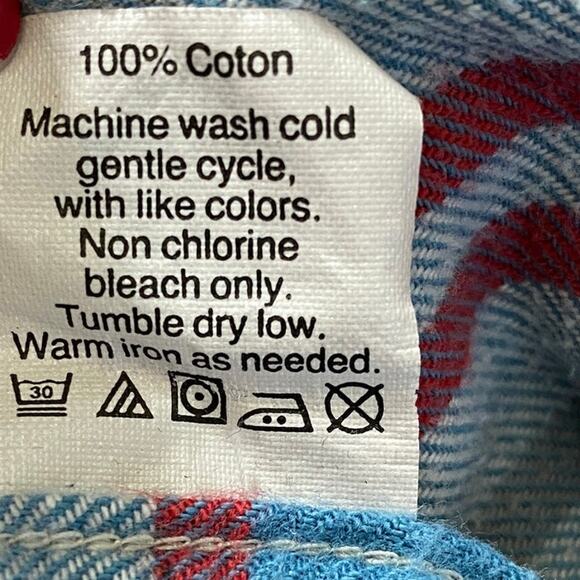 100% Coton
Machine wash cold
gentle cycle,
with like colors.
Non chlorine
bleach only.
Tumble dry low.
Warm iron as needed.
30